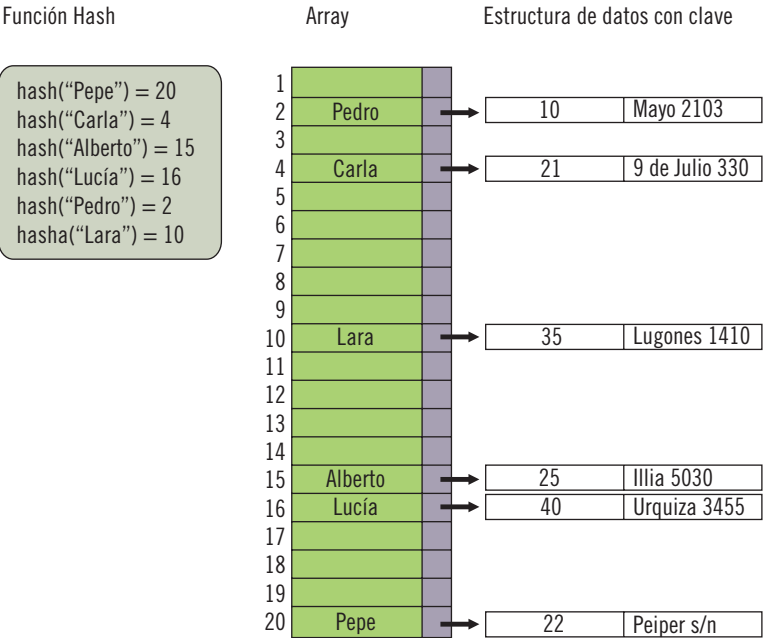 Función Hash
Array
Estructura de datos con clave
hash(“Pepe”) = 20
hash(“Carla”) = 4
hash(“Alberto”) = 15
hash(“Lucía”) = 16
hash(“Pedro”) = 2
hasha(“Lara”) = 10
1
2 Pedro 10 Mayo 2103
3
4 Carla 21 9 de Julio 330
5
6
7
8
9
10 Lara 35 Lugones 1410
11
12
13
14
15 Alberto 25 Illia 5030
16 Lucía 40 Urquiza 3455
17
18
19
20 Pepe 22 Peiper s/n